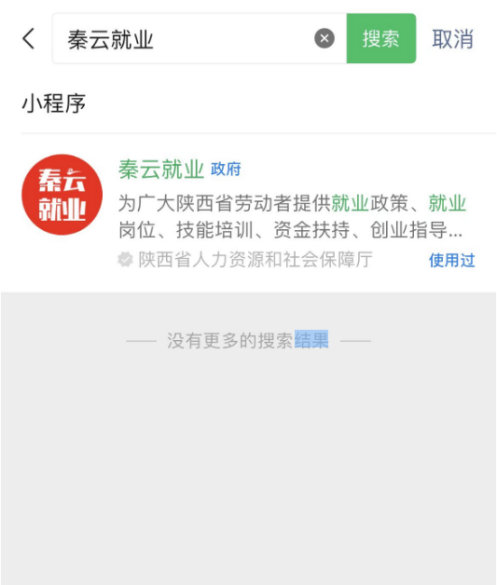 秦云就业 搜索 取消
小程序
秦云就业
秦云就业 政府
为广大陕西省劳动者提供就业政策、就业
岗位、技能培训、资金扶持、创业指导...
陕西省人力资源和社会保障厅 使用过
没有更多的搜索结果